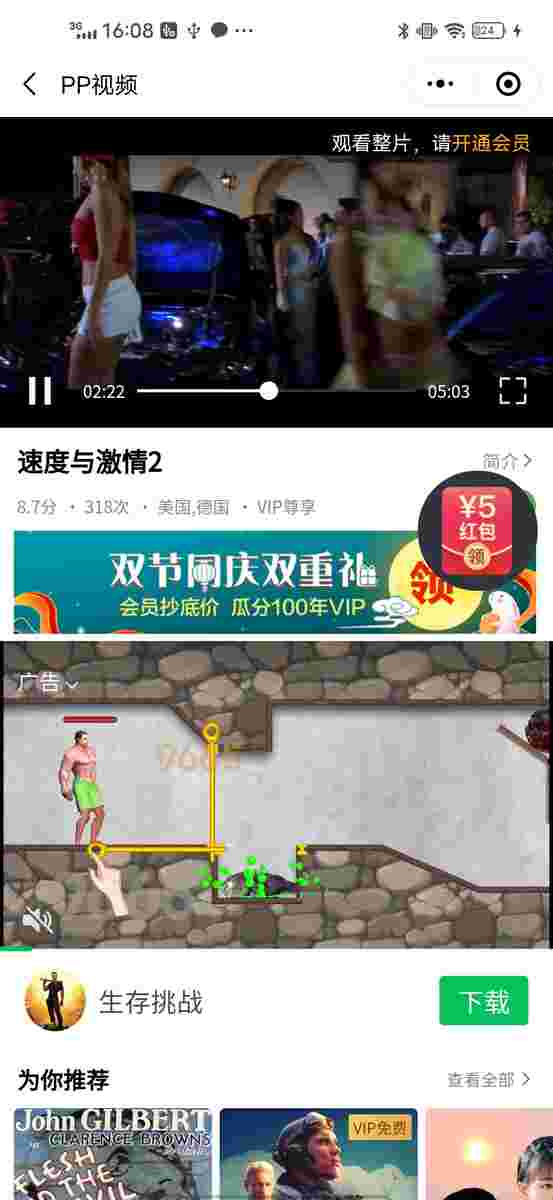 3G 16:08
24
PP视频
观看整片，请开通会员
02:22
05:03
速度与激情2
简介
8.7分 · 318次 · 美国,德国 · VIP尊享
¥5
红包
领
双节同庆双重礼
会员抄底价 瓜分100年VIP
领
广告
生存挑战
下载
为你推荐
查看全部
John GILBERT
CLARENCE BROWN'S
FLESH
AND THE
VIP免费